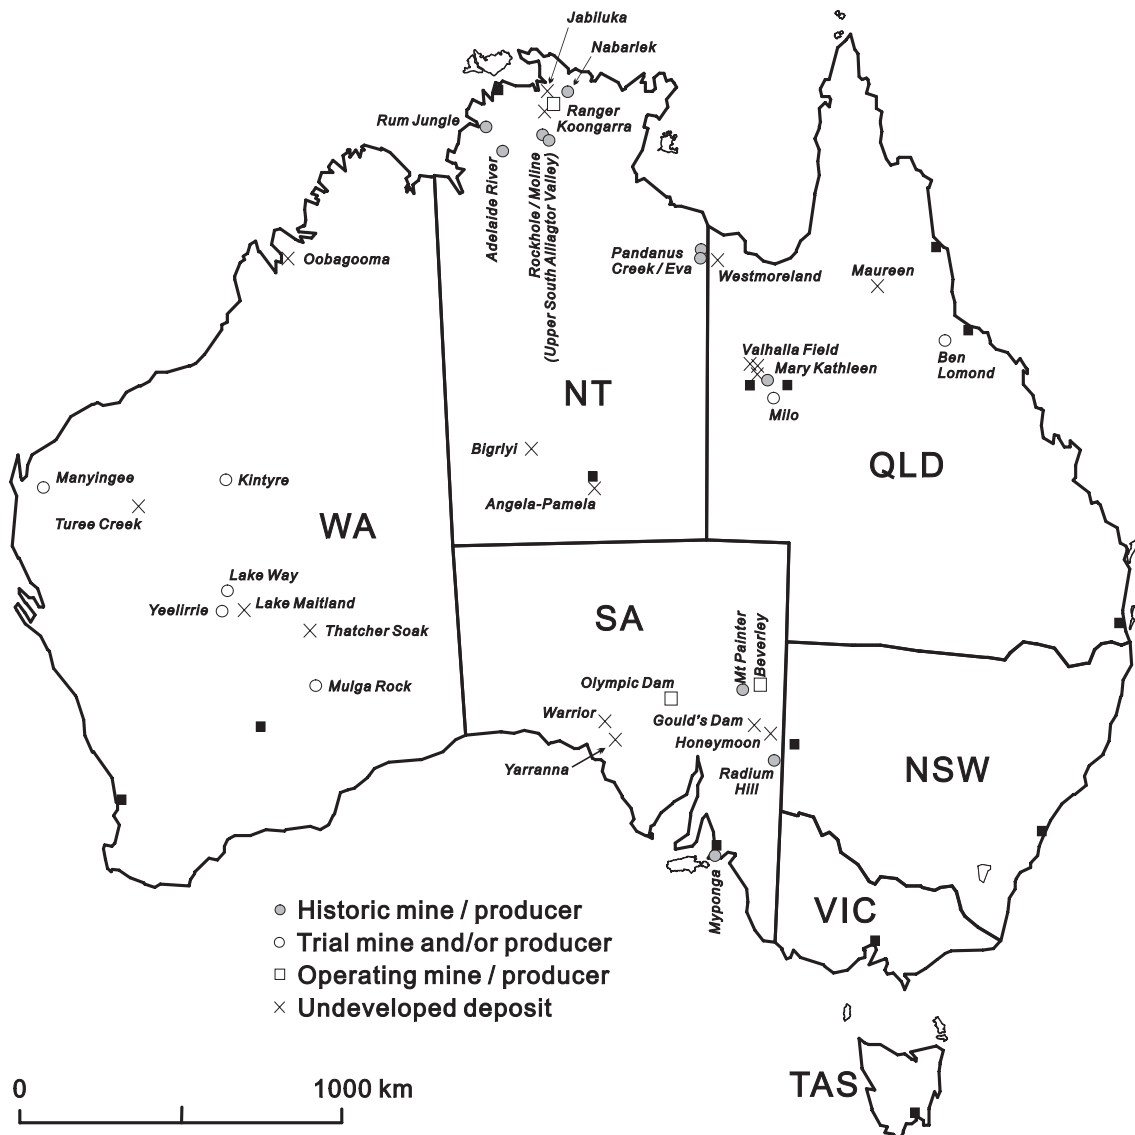 Jabiluka
Nabarlek
Rum Jungle
Ranger
Koongarra
Adelaide River
Rockhole / Moline
(Upper South Alliagtor Valley)
Oobagooma
Pandanus
Creek / Eva
Westmoreland
Maureen
Valhalla Field
Mary Kathleen
Ben
Lomond
Milo
NT
QLD
Bigrlyi
Angela-Pamela
Manyingee
Kintyre
Turee Creek
WA
Lake Way
Yeelirrie
Lake Maitland
Thatcher Soak
Mulga Rock
SA
Mt Painter
Beverley
Olympic Dam
Warrior
Gould's Dam
Honeymoon
Yarranna
Radium
Hill
NSW
Myponga
VIC
Historic mine / producer
Trial mine and/or producer
Operating mine / producer
Undeveloped deposit
TAS
0
1000 km